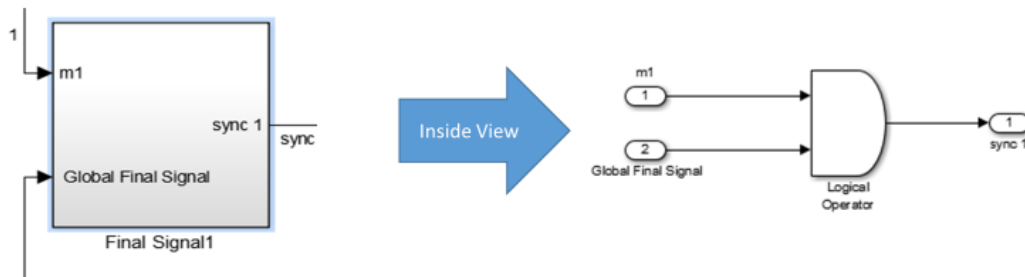 1
m1
sync 1
sync
Global Final Signal
Final Signal1
Inside View
m1
1
2
Global Final Signal
Logical
Operator
1
sync 1